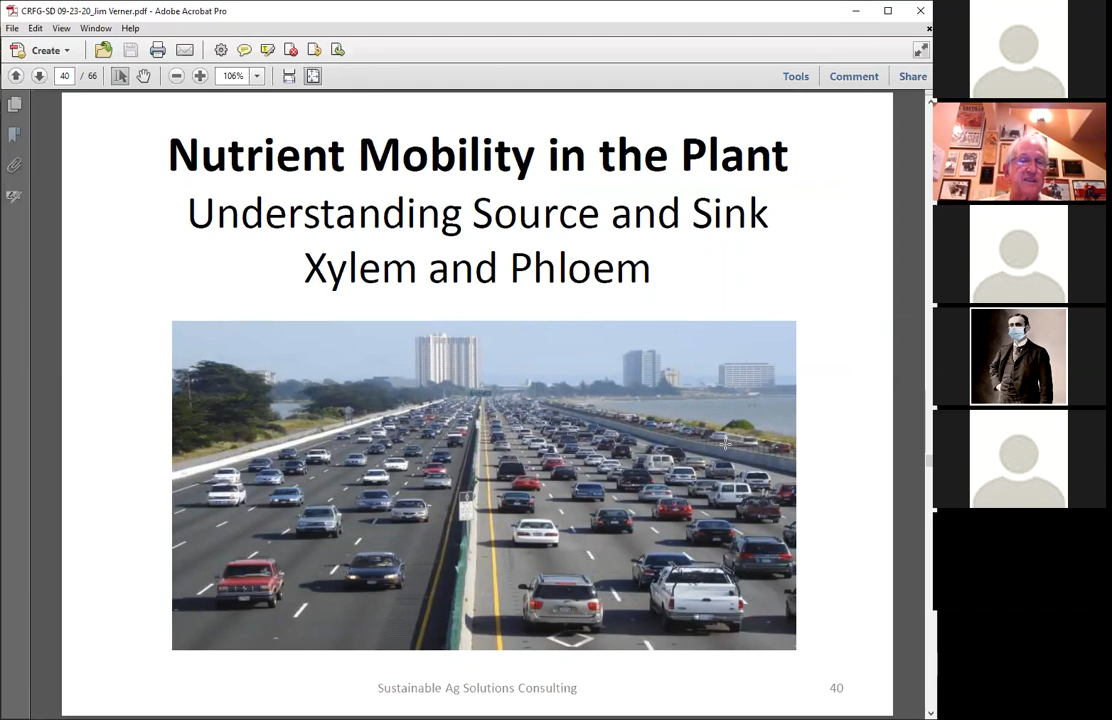 CRFG-SD 09-23-20_Jim Verner.pdf - Adobe Acrobat Pro
File Edit View Window Help
Create
40 / 66 106% Tools Comment Share
Nutrient Mobility in the Plant
Understanding Source and Sink
Xylem and Phloem
Sustainable Ag Solutions Consulting 40